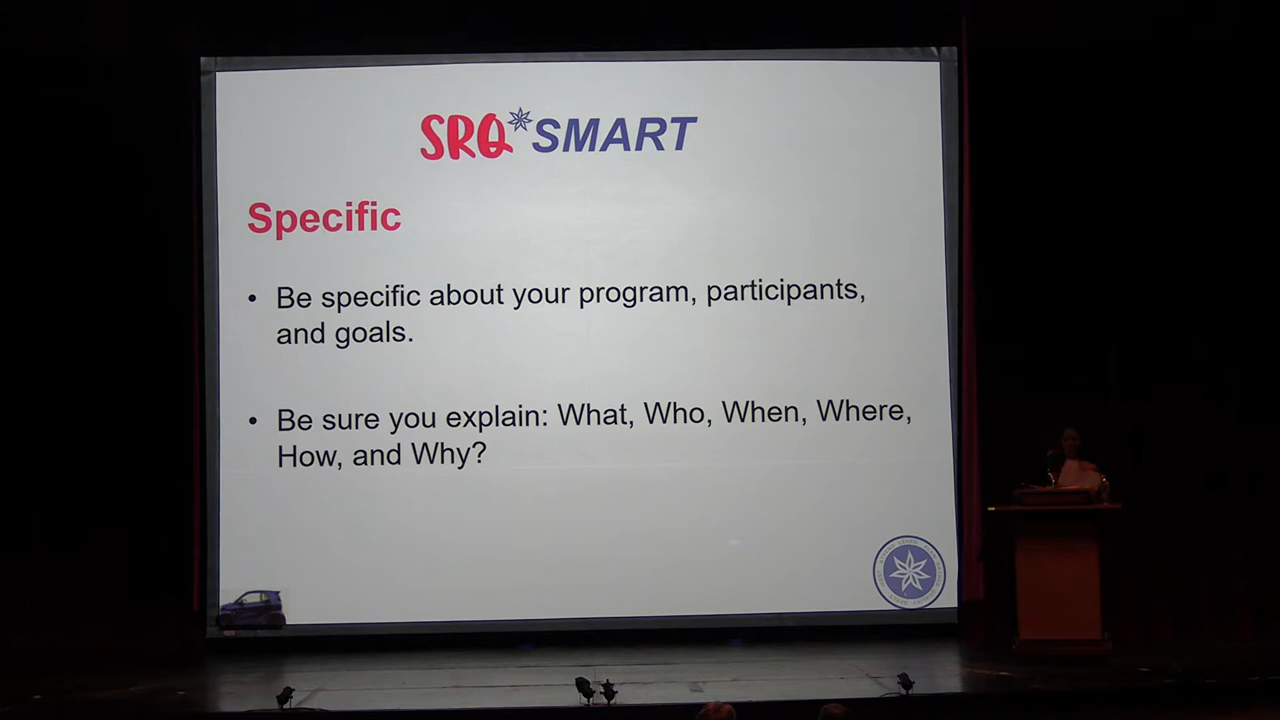 SRQ*SMART
Specific
• Be specific about your program, participants,
and goals.
• Be sure you explain: What, Who, When, Where,
How, and Why?